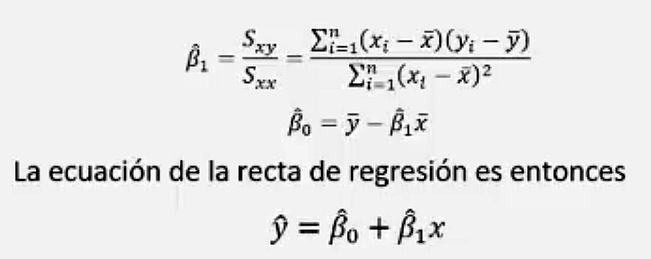 β̂₁ = Sₓᵧ / Sₓₓ = ∑ⁿᵢ₌₁(xᵢ − x̄)(yᵢ − ȳ) / ∑ⁿᵢ₌₁(xᵢ − x̄)²
β̂₀ = ȳ − β̂₁x̄
La ecuación de la recta de regresión es entonces
ŷ = β̂₀ + β̂₁x